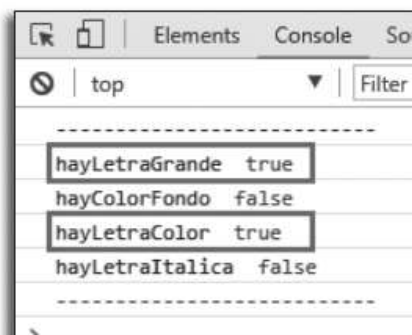 Elements Console So
top ▼ Filter
---------------------------
hayLetraGrande true
hayColorFondo false
hayLetraColor true
hayLetraItalica false
---------------------------
>